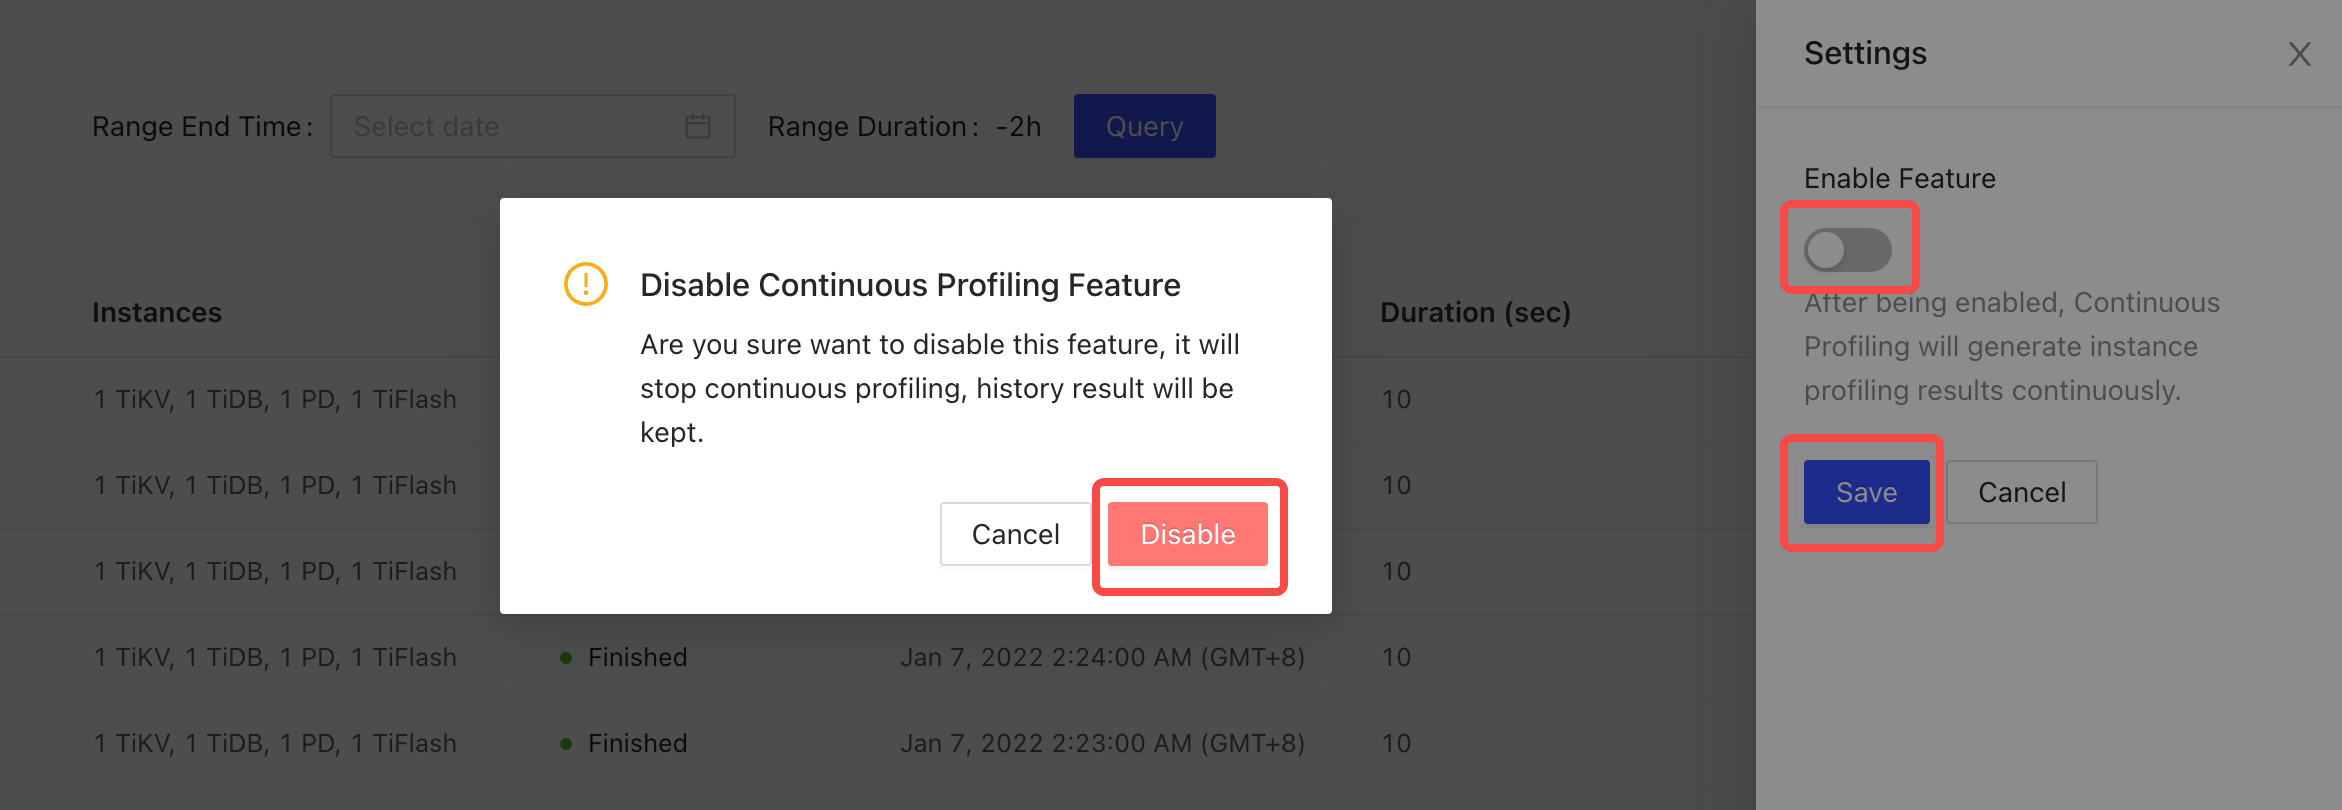 Range End Time: Select date Range Duration: -2h Query
Settings
Enable Feature
After being enabled, Continuous
Profiling will generate instance
profiling results continuously.
Save Cancel
Disable Continuous Profiling Feature
Are you sure want to disable this feature, it will
stop continuous profiling, history result will be
kept.
Cancel Disable
Instances Duration (sec)
1 TiKV, 1 TiDB, 1 PD, 1 TiFlash 10
1 TiKV, 1 TiDB, 1 PD, 1 TiFlash 10
1 TiKV, 1 TiDB, 1 PD, 1 TiFlash 10
1 TiKV, 1 TiDB, 1 PD, 1 TiFlash Finished Jan 7, 2022 2:24:00 AM (GMT+8) 10
1 TiKV, 1 TiDB, 1 PD, 1 TiFlash Finished Jan 7, 2022 2:23:00 AM (GMT+8) 10